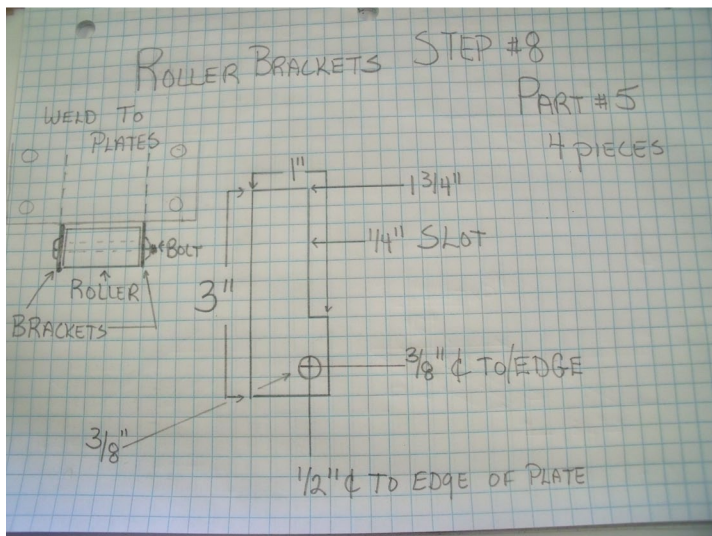 ROLLER BRACKETS STEP #8
PART #5
4 PIECES
WELD TO
PLATES
1"
1 3/4"
1/4" SLOT
BOLT
ROLLER
BRACKETS
3"
3/8" ℄ TO/EDGE
3/8"
1/2" ℄ TO EDGE OF PLATE